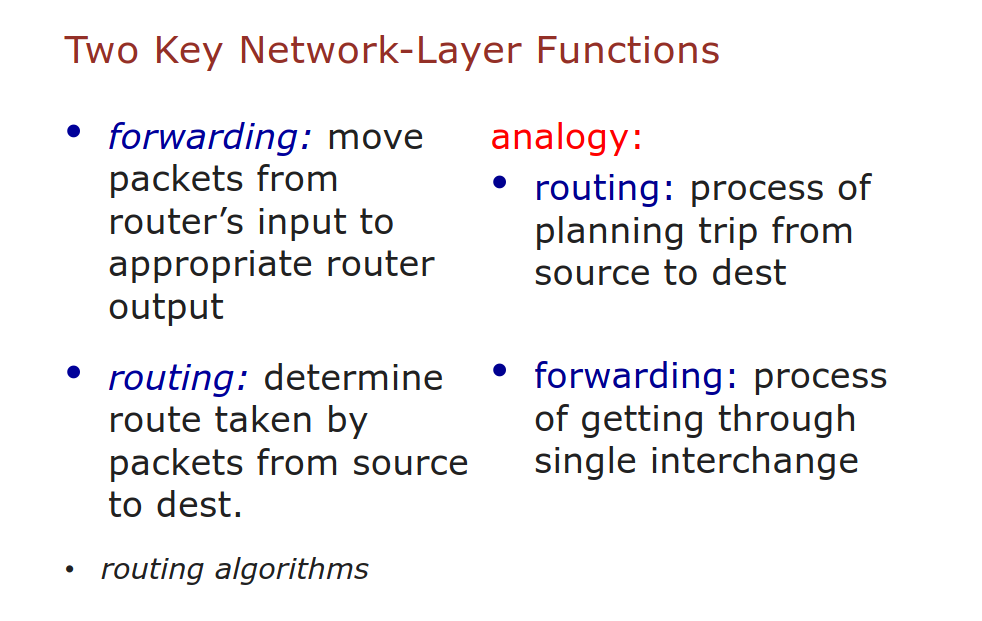 Two Key Network-Layer Functions
• forwarding: move
packets from
router’s input to
appropriate router
output
• routing: determine
route taken by
packets from source
to dest.
• routing algorithms
analogy:
• routing: process of
planning trip from
source to dest
• forwarding: process
of getting through
single interchange